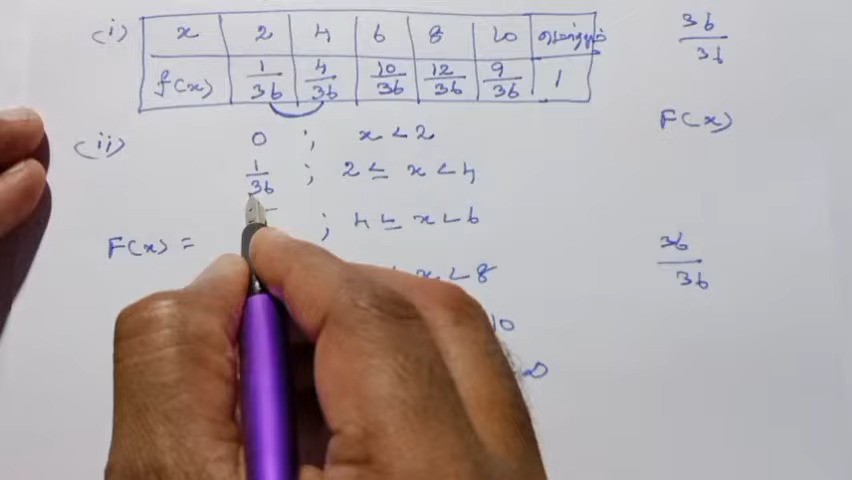 (i) x 2 4 6 8 10 மொத்தம்
f(x) 1/36 4/36 10/36 12/36 9/36 1
36/36
F(x)
(ii) 0 ; x < 2
1/36 ; 2 ≤ x < 4
; 4 ≤ x < 6
F(x) =
x < 8
10
∞
36/36